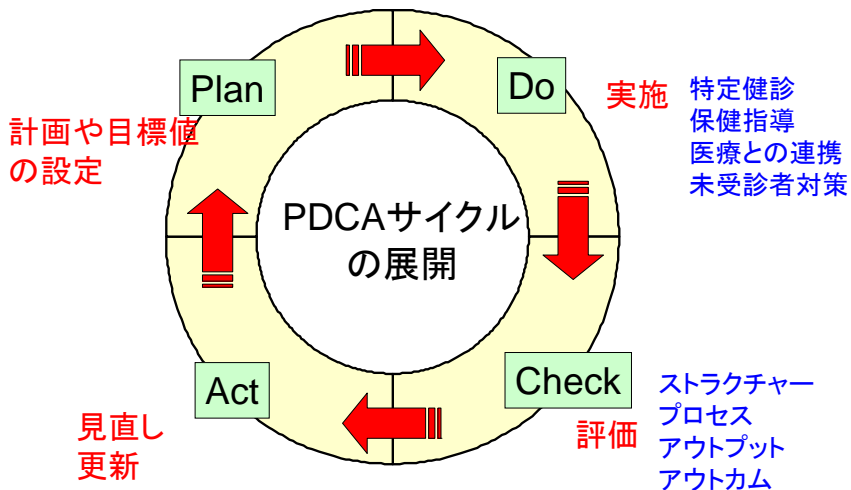 Plan
計画や目標値
の設定
Do
実施
特定健診
保健指導
医療との連携
未受診者対策
PDCAサイクル
の展開
Check
評価
ストラクチャー
プロセス
アウトプット
アウトカム
Act
見直し
更新